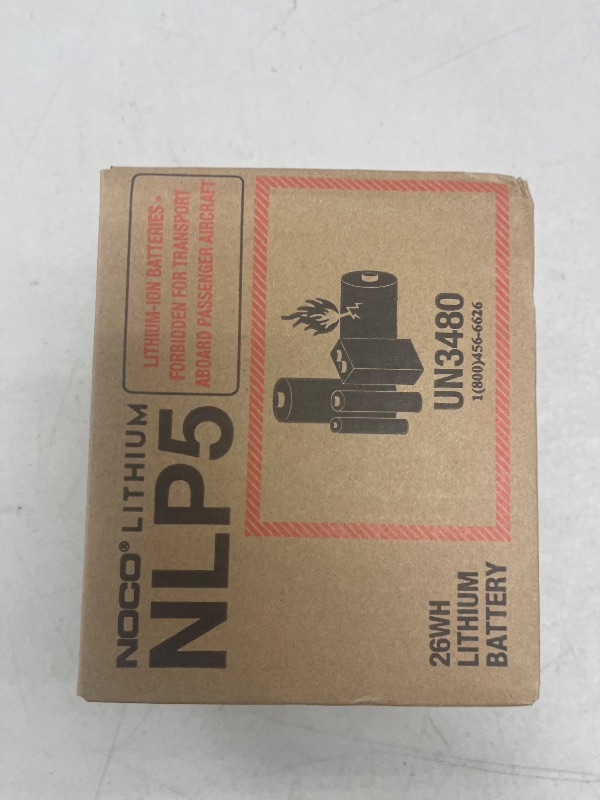 NOCO® LITHIUM
NLP5
LITHIUM-ION BATTERIES -
FORBIDDEN FOR TRANSPORT
ABOARD PASSENGER AIRCRAFT
UN3480
1(800)456-6626
26WH
LITHIUM
BATTERY